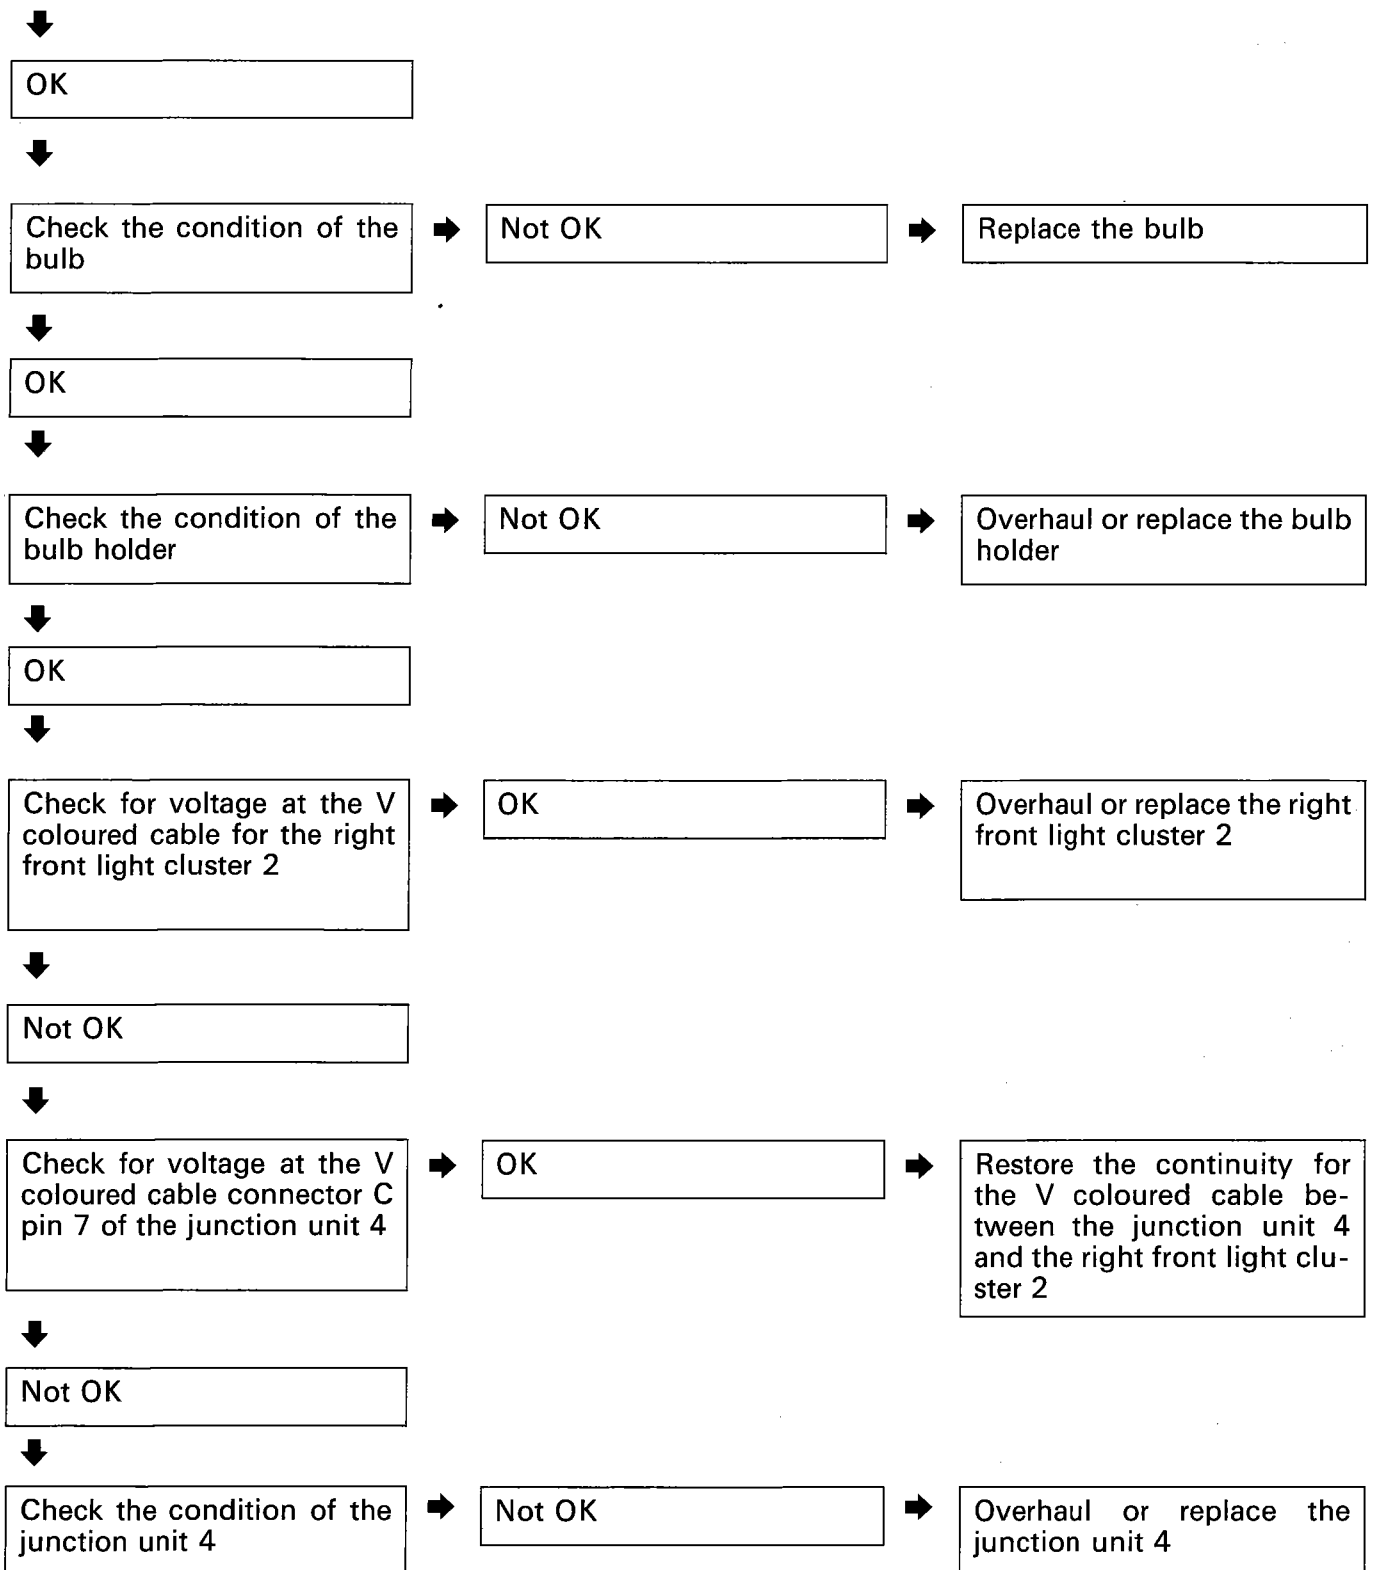 OK
Check the condition of the
bulb
Not OK
Replace the bulb
OK
Check the condition of the
bulb holder
Not OK
Overhaul or replace the bulb
holder
OK
Check for voltage at the V
coloured cable for the right
front light cluster 2
OK
Overhaul or replace the right
front light cluster 2
Not OK
Check for voltage at the V
coloured cable connector C
pin 7 of the junction unit 4
OK
Restore the continuity for
the V coloured cable be-
tween the junction unit 4
and the right front light clu-
ster 2
Not OK
Check the condition of the
junction unit 4
Not OK
Overhaul or replace the
junction unit 4